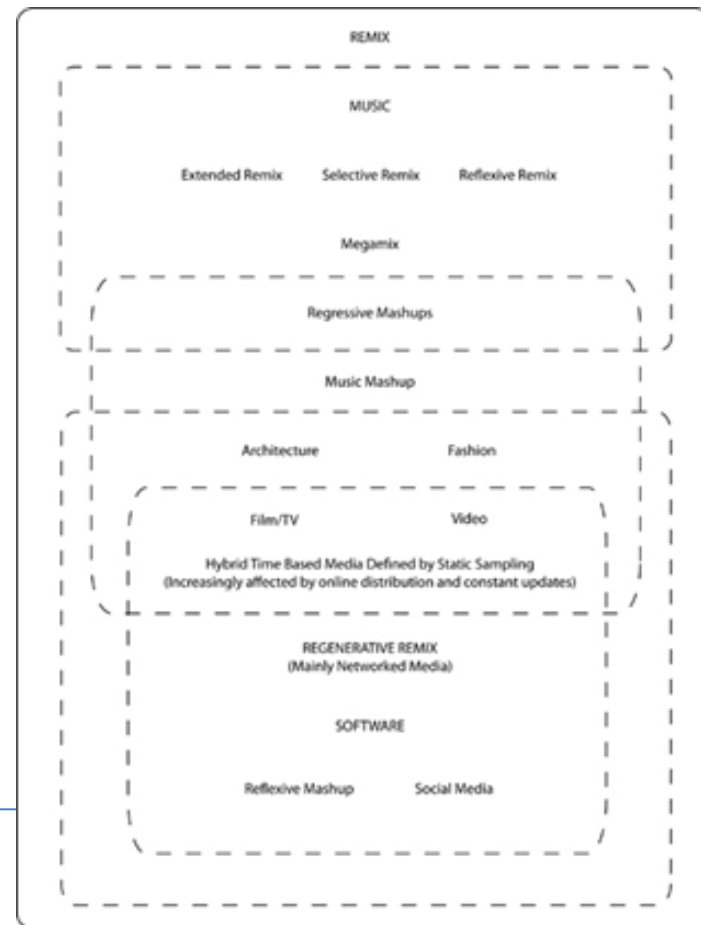 REMIX
MUSIC
Extended Remix Selective Remix Reflexive Remix
Megamix
Regressive Mashups
Music Mashup
Architecture Fashion
Film/TV Video
Hybrid Time Based Media Defined by Static Sampling
(Increasingly affected by online distribution and constant updates)
REGENERATIVE REMIX
(Mainly Networked Media)
SOFTWARE
Reflexive Mashup Social Media